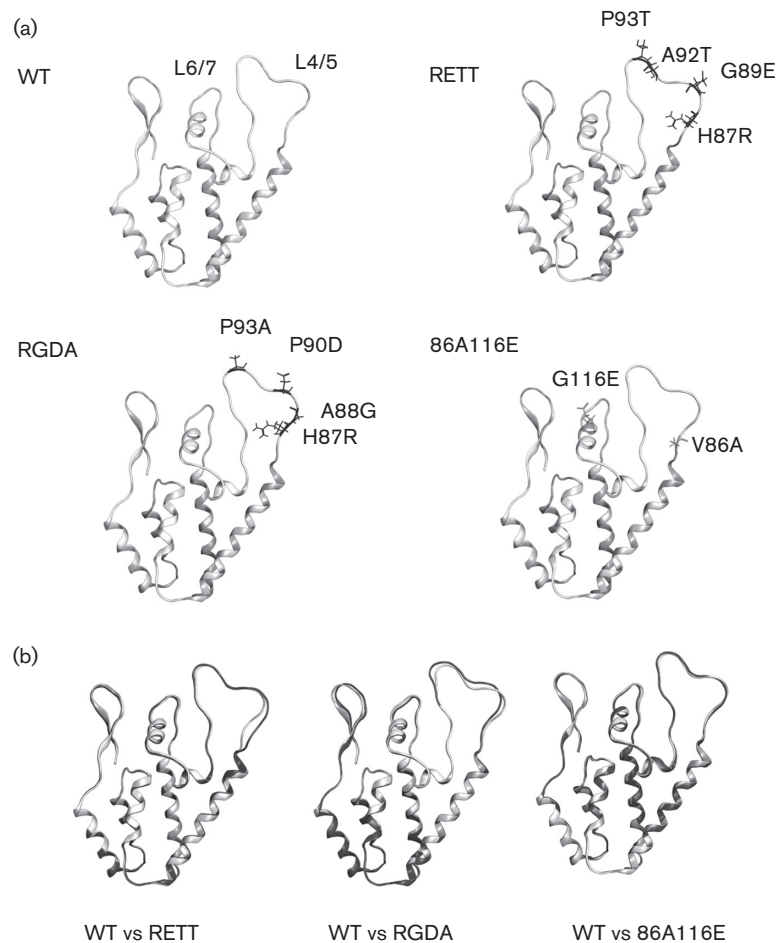 (a)
WT
L6/7
L4/5
RETT
P93T
A92T
G89E
H87R
RGDA
P93A
P90D
A88G
H87R
86A116E
G116E
V86A
(b)
WT vs RETT
WT vs RGDA
WT vs 86A116E